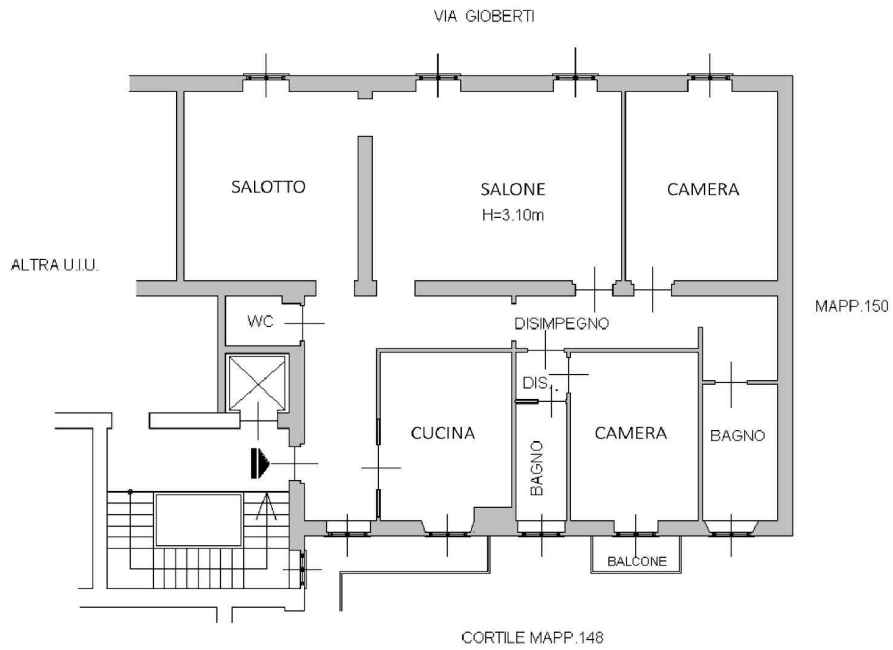 VIA GIOBERTI
SALOTTO
SALONE
H=3.10m
CAMERA
ALTRA U.I.U.
MAPP.150
WC
DISIMPEGNO
DIS.
CUCINA
BAGNO
CAMERA
BAGNO
BALCONE
CORTILE MAPP.148